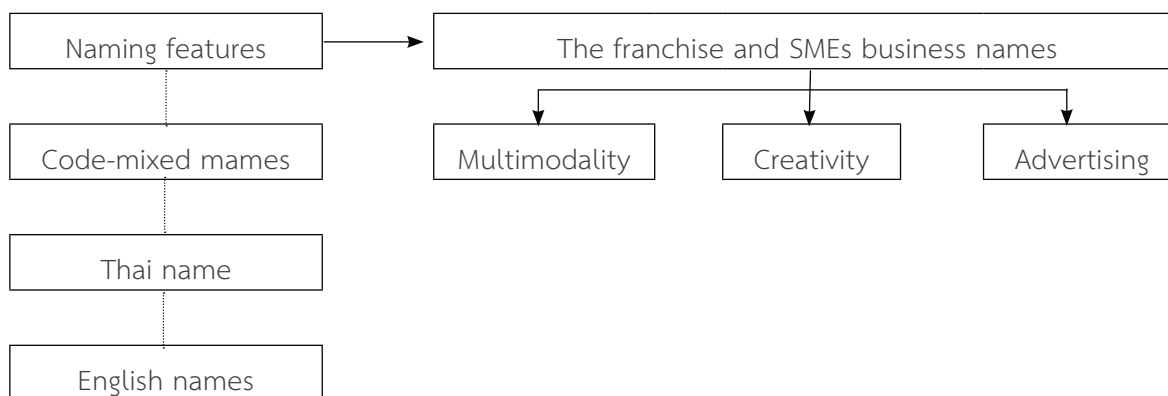 Naming features
The franchise and SMEs business names
Code-mixed mames
Multimodality
Creativity
Advertising
Thai name
English names